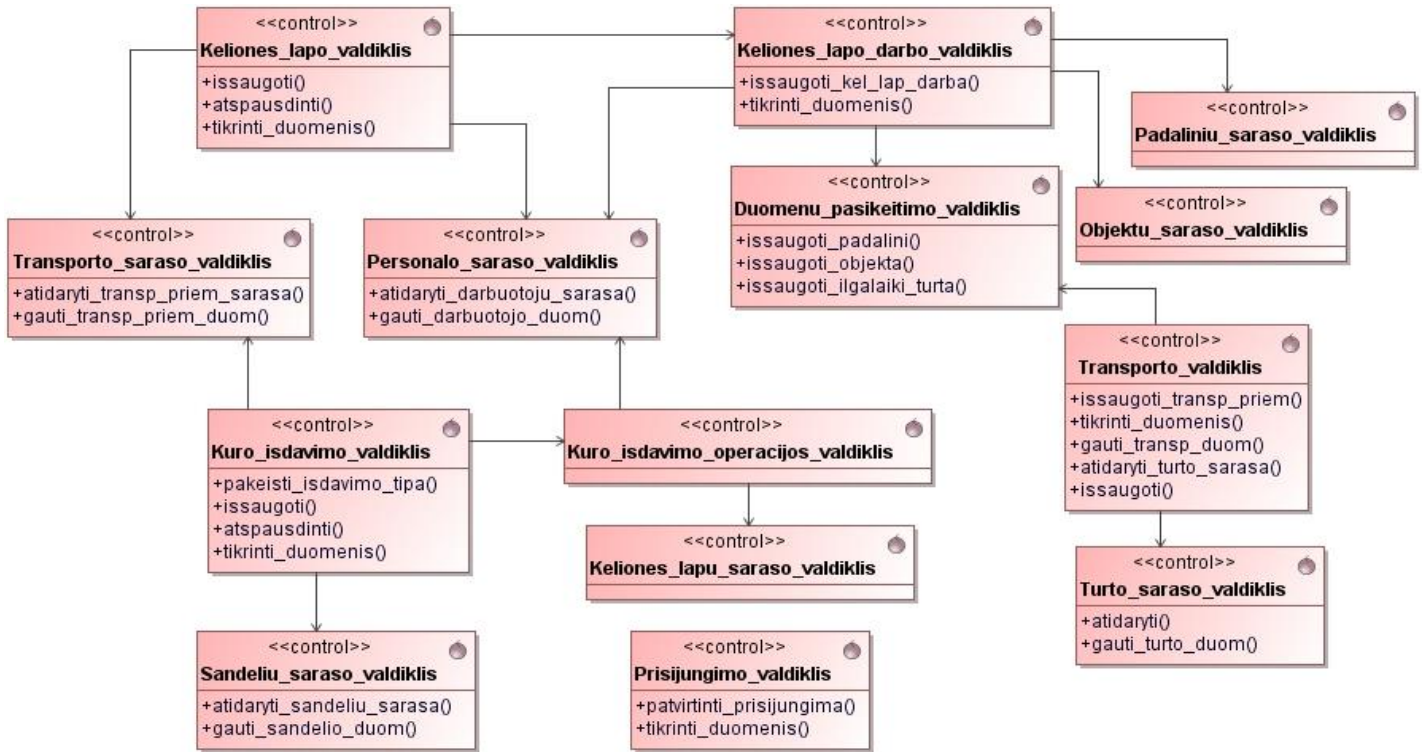 <<control>>
Keliones_lapo_valdiklis
+issaugoti()
+atspausdinti()
+tikrinti_duomenis()
<<control>>
Keliones_lapo_darbo_valdiklis
+issaugoti_kel_lap_darba()
+tikrinti_duomenis()
<<control>>
Padaliniu_saraso_valdiklis
<<control>>
Duomenu_pasikeitimo_valdiklis
+issaugoti_padalini()
+issaugoti_objekta()
+issaugoti_ilgalaiki_turta()
<<control>>
Objektu_saraso_valdiklis
<<control>>
Transporto_saraso_valdiklis
+atidaryti_transp_priem_sarasa()
+gauti_transp_priem_duom()
<<control>>
Personalo_saraso_valdiklis
+atidaryti_darbuotoju_sarasa()
+gauti_darbuotojo_duom()
<<control>>
Transporto_valdiklis
+issaugoti_transp_priem()
+tikrinti_duomenis()
+gauti_transp_duom()
+atidaryti_turto_sarasa()
+issaugoti()
<<control>>
Kuro_isdavimo_valdiklis
+pakeisti_isdavimo_tipa()
+issaugoti()
+atspausdinti()
+tikrinti_duomenis()
<<control>>
Kuro_isdavimo_operacijos_valdiklis
<<control>>
Keliones_lapu_saraso_valdiklis
<<control>>
Turto_saraso_valdiklis
+atidaryti()
+gauti_turto_duom()
<<control>>
Sandeliu_saraso_valdiklis
+atidaryti_sandeliu_sarasa()
+gauti_sandelio_duom()
<<control>>
Prisijungimo_valdiklis
+patvirtinti_prisijungima()
+tikrinti_duomenis()